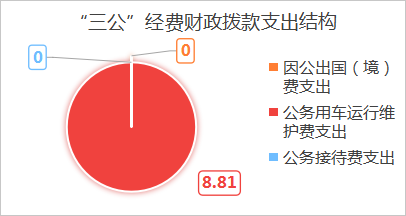 “三公”经费财政拨款支出结构
0
0
8.81
因公出国（境）
费支出
公务用车运行维
护费支出
公务接待费支出